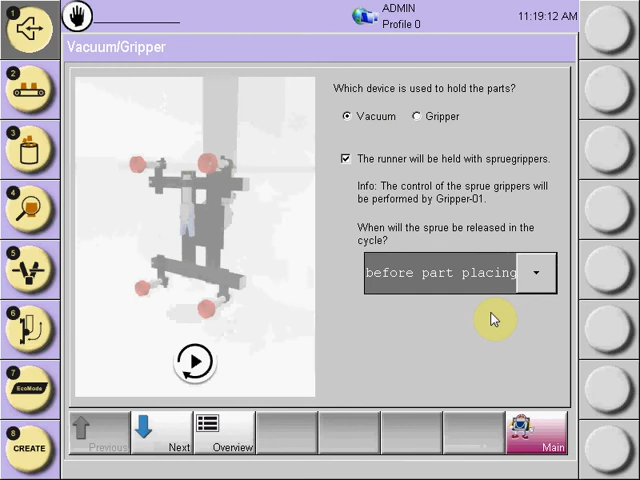 ADMIN
Profile 0
11:19:12 AM
Vacuum/Gripper
1
2
3
4
5
6
7
EcoMode
8
CREATE
Which device is used to hold the parts?
Vacuum
Gripper
The runner will be held with spruegrippers.
Info: The control of the sprue grippers will
be performed by Gripper-01.
When will the sprue be released in the
cycle?
before part placing
Previous
Next
Overview
Main